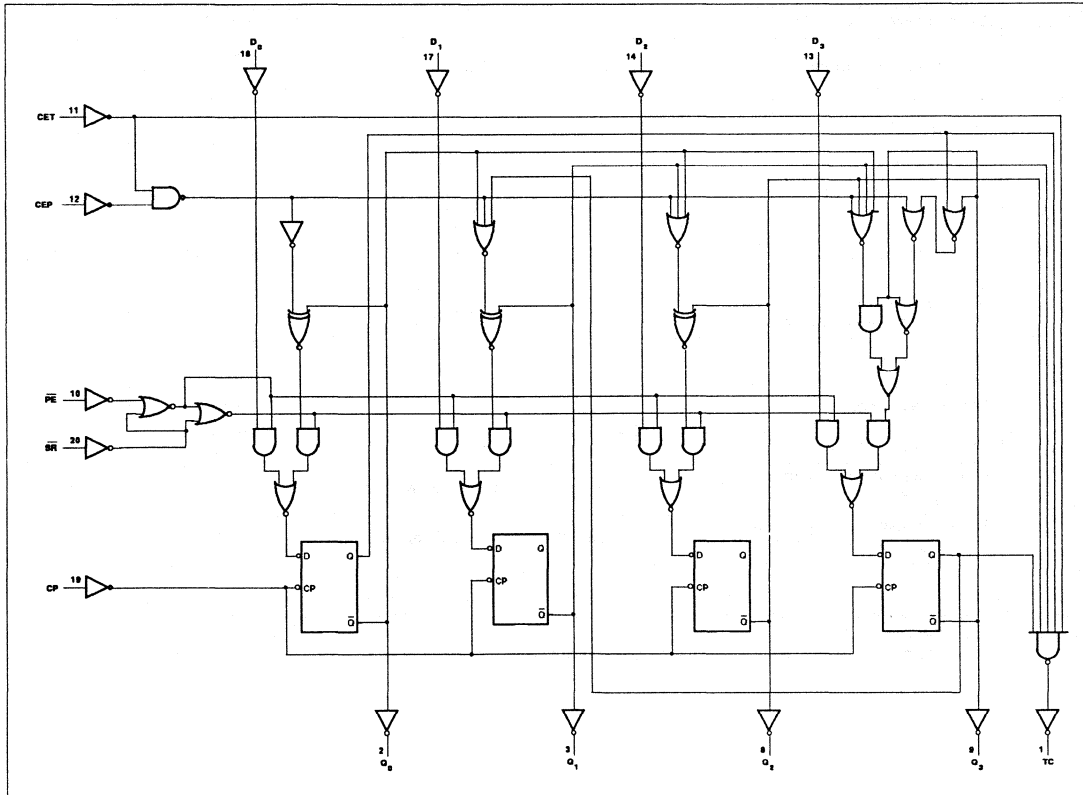 D0 D1 D2 D3
18 17 14 13
CET 11
CEP 12
PE 10
SR 20
D Q D Q D Q D Q
CP 19 CP CP CP CP
Q Q Q Q
2 3 8 9 1
Q0 Q1 Q2 Q3 TC